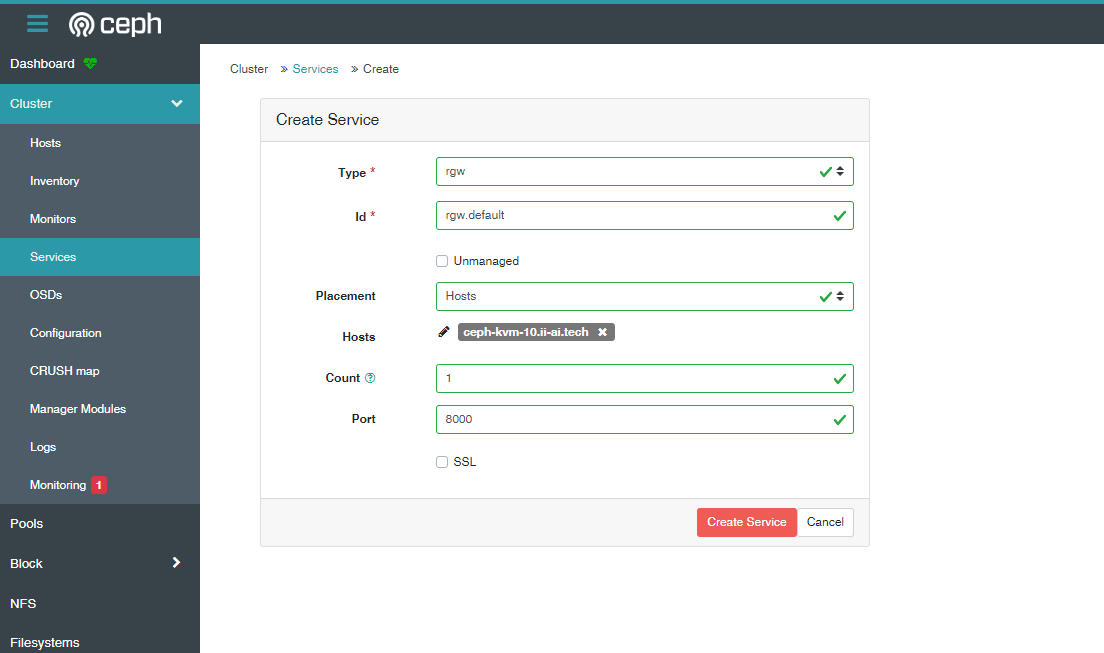 ceph
Dashboard
Cluster
Hosts
Inventory
Monitors
Services
OSDs
Configuration
CRUSH map
Manager Modules
Logs
Monitoring 1
Pools
Block
NFS
Filesystems
Cluster » Services » Create
Create Service
Type * rgw
Id * rgw.default
Unmanaged
Placement Hosts
Hosts ceph-kvm-10.ii-ai.tech ✖
Count ? 1
Port 8000
SSL
Create Service Cancel